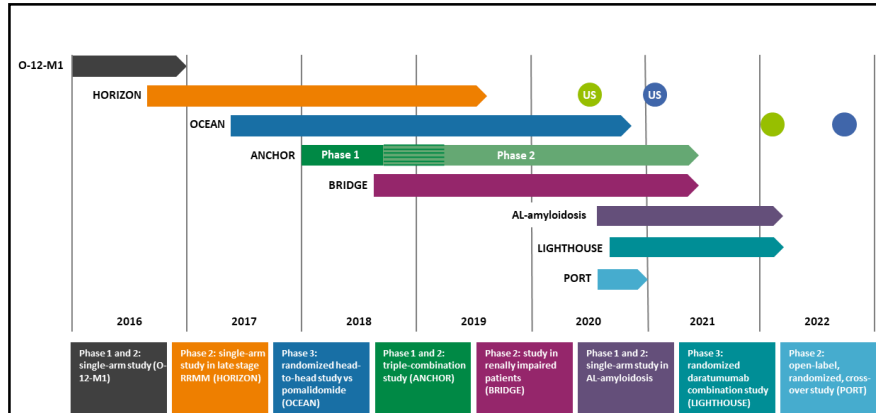 O-12-M1
HORIZON
US
US
OCEAN
ANCHOR
Phase 1
Phase 2
BRIDGE
AL-amyloidosis
LIGHTHOUSE
PORT
2016
2017
2018
2019
2020
2021
2022
Phase 1 and 2:
single-arm study (O-
12-M1)
Phase 2: single-arm
study in late stage
RRMM (HORIZON)
Phase 3:
randomized head-
to-head study vs
pomalidomide
(OCEAN)
Phase 1 and 2:
triple-combination
study (ANCHOR)
Phase 2: study in
renally impaired
patients
(BRIDGE)
Phase 1 and 2:
single-arm study in
AL-amyloidosis
Phase 3:
randomized
daratumumab
combination study
(LIGHTHOUSE)
Phase 2:
open-label,
randomized, cross-
over study (PORT)